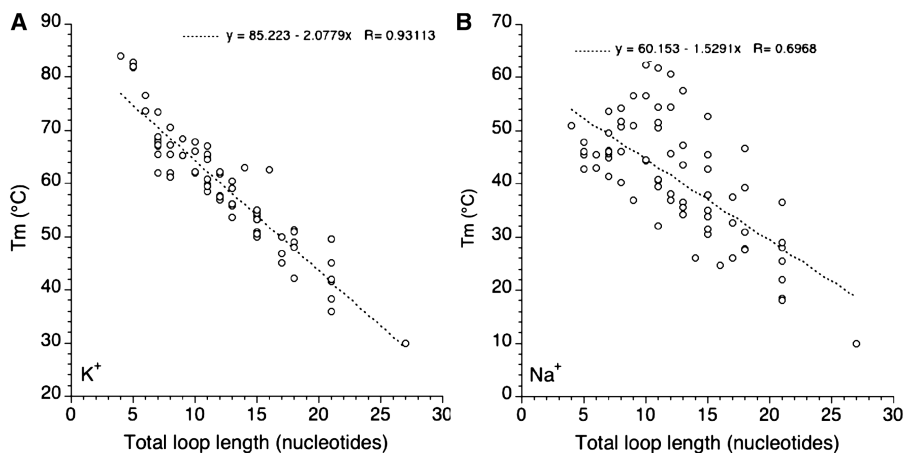 A
y = 85.223 - 2.0779x R= 0.93113
90
80
70
60
50
40
30
20
Tm (°C)
K+
0 5 10 15 20 25 30
Total loop length (nucleotides)
B
y = 60.153 - 1.5291x R= 0.6968
70
60
50
40
30
20
10
0
Tm (°C)
Na+
0 5 10 15 20 25 30
Total loop length (nucleotides)